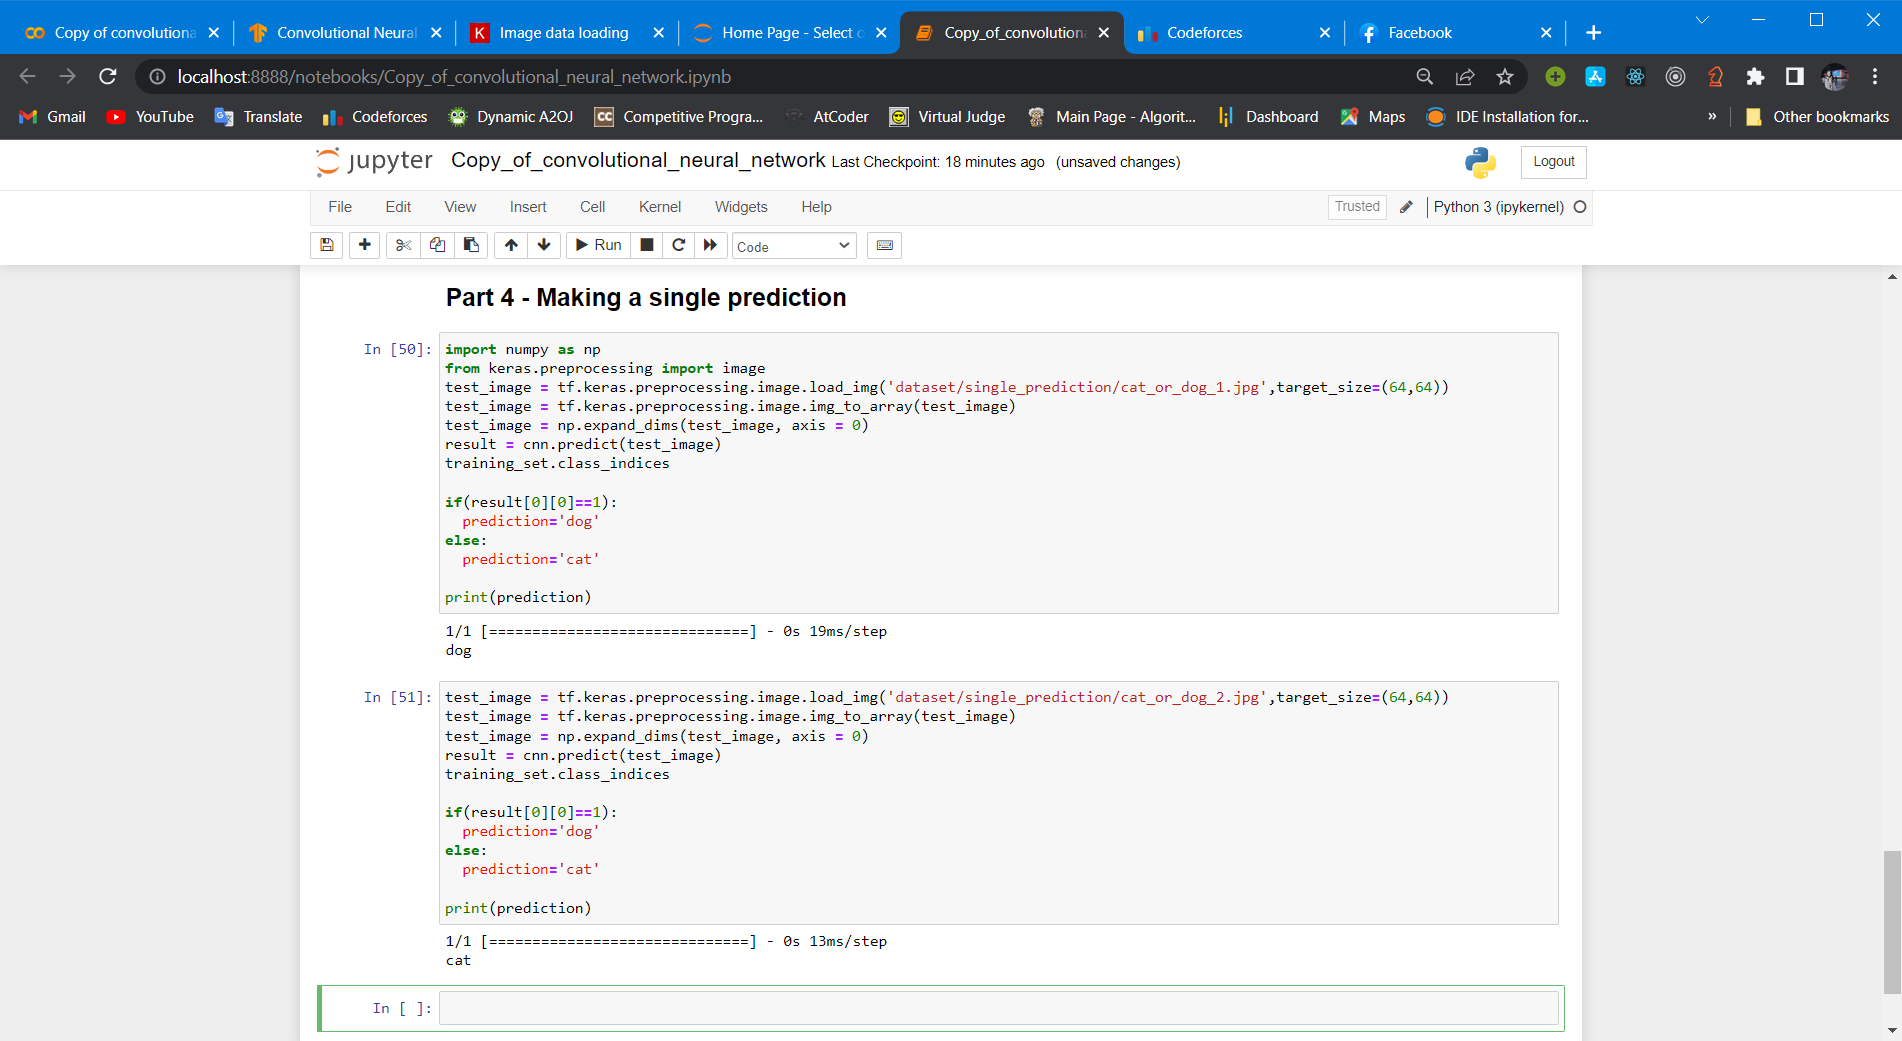 Copy of convolutiona
Convolutional Neural
K Image data loading
Home Page - Select o
Copy_of_convolution
Codeforces
Facebook
localhost:8888/notebooks/Copy_of_convolutional_neural_network.ipynb
Gmail
YouTube
Translate
Codeforces
Dynamic A2OJ
CC Competitive Progra...
AtCoder
Virtual Judge
Main Page - Algorit...
Dashboard
Maps
IDE Installation for...
»
Other bookmarks
jupyter Copy_of_convolutional_neural_network Last Checkpoint: 18 minutes ago (unsaved changes)
Logout
File Edit View Insert Cell Kernel Widgets Help
Trusted
Python 3 (ipykernel)
Run
Code
Part 4 - Making a single prediction
In [50]:
import numpy as np
from keras.preprocessing import image
test_image = tf.keras.preprocessing.image.load_img('dataset/single_prediction/cat_or_dog_1.jpg',target_size=(64,64))
test_image = tf.keras.preprocessing.image.img_to_array(test_image)
test_image = np.expand_dims(test_image, axis = 0)
result = cnn.predict(test_image)
training_set.class_indices
if(result[0][0]==1):
  prediction='dog'
else:
  prediction='cat'
print(prediction)
1/1 [==============================] - 0s 19ms/step
dog
In [51]:
test_image = tf.keras.preprocessing.image.load_img('dataset/single_prediction/cat_or_dog_2.jpg',target_size=(64,64))
test_image = tf.keras.preprocessing.image.img_to_array(test_image)
test_image = np.expand_dims(test_image, axis = 0)
result = cnn.predict(test_image)
training_set.class_indices
if(result[0][0]==1):
  prediction='dog'
else:
  prediction='cat'
print(prediction)
1/1 [==============================] - 0s 13ms/step
cat
In [ ]: